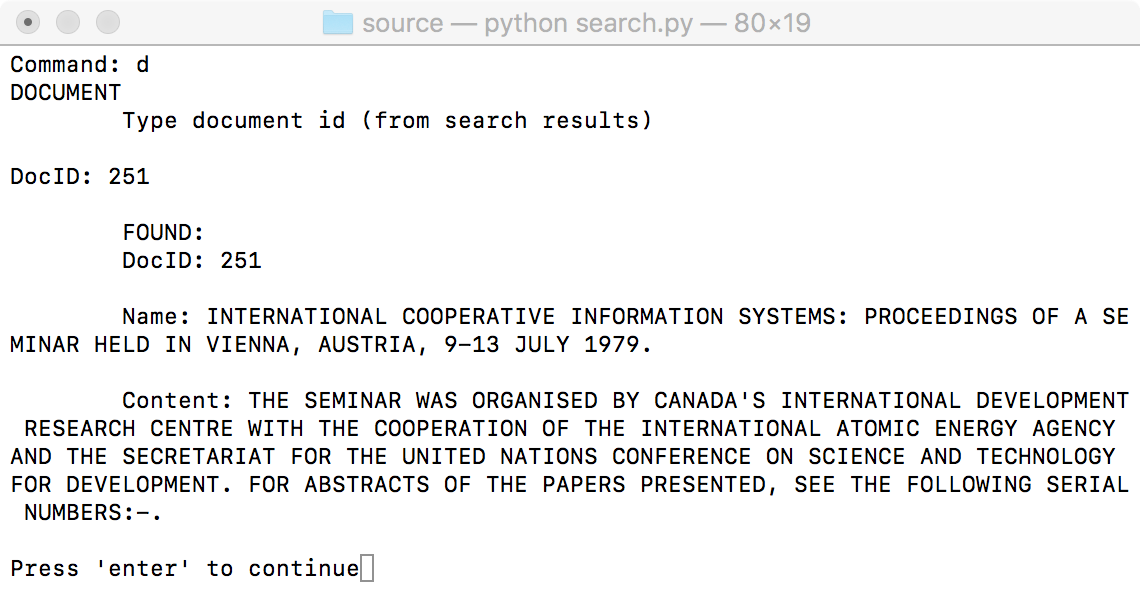 source — python search.py — 80×19
Command: d
DOCUMENT
Type document id (from search results)
DocID: 251
FOUND:
DocID: 251
Name: INTERNATIONAL COOPERATIVE INFORMATION SYSTEMS: PROCEEDINGS OF A SE
MINAR HELD IN VIENNA, AUSTRIA, 9-13 JULY 1979.
Content: THE SEMINAR WAS ORGANISED BY CANADA'S INTERNATIONAL DEVELOPMENT
RESEARCH CENTRE WITH THE COOPERATION OF THE INTERNATIONAL ATOMIC ENERGY AGENCY
AND THE SECRETARIAT FOR THE UNITED NATIONS CONFERENCE ON SCIENCE AND TECHNOLOGY
FOR DEVELOPMENT. FOR ABSTRACTS OF THE PAPERS PRESENTED, SEE THE FOLLOWING SERIAL
NUMBERS:-.
Press 'enter' to continue